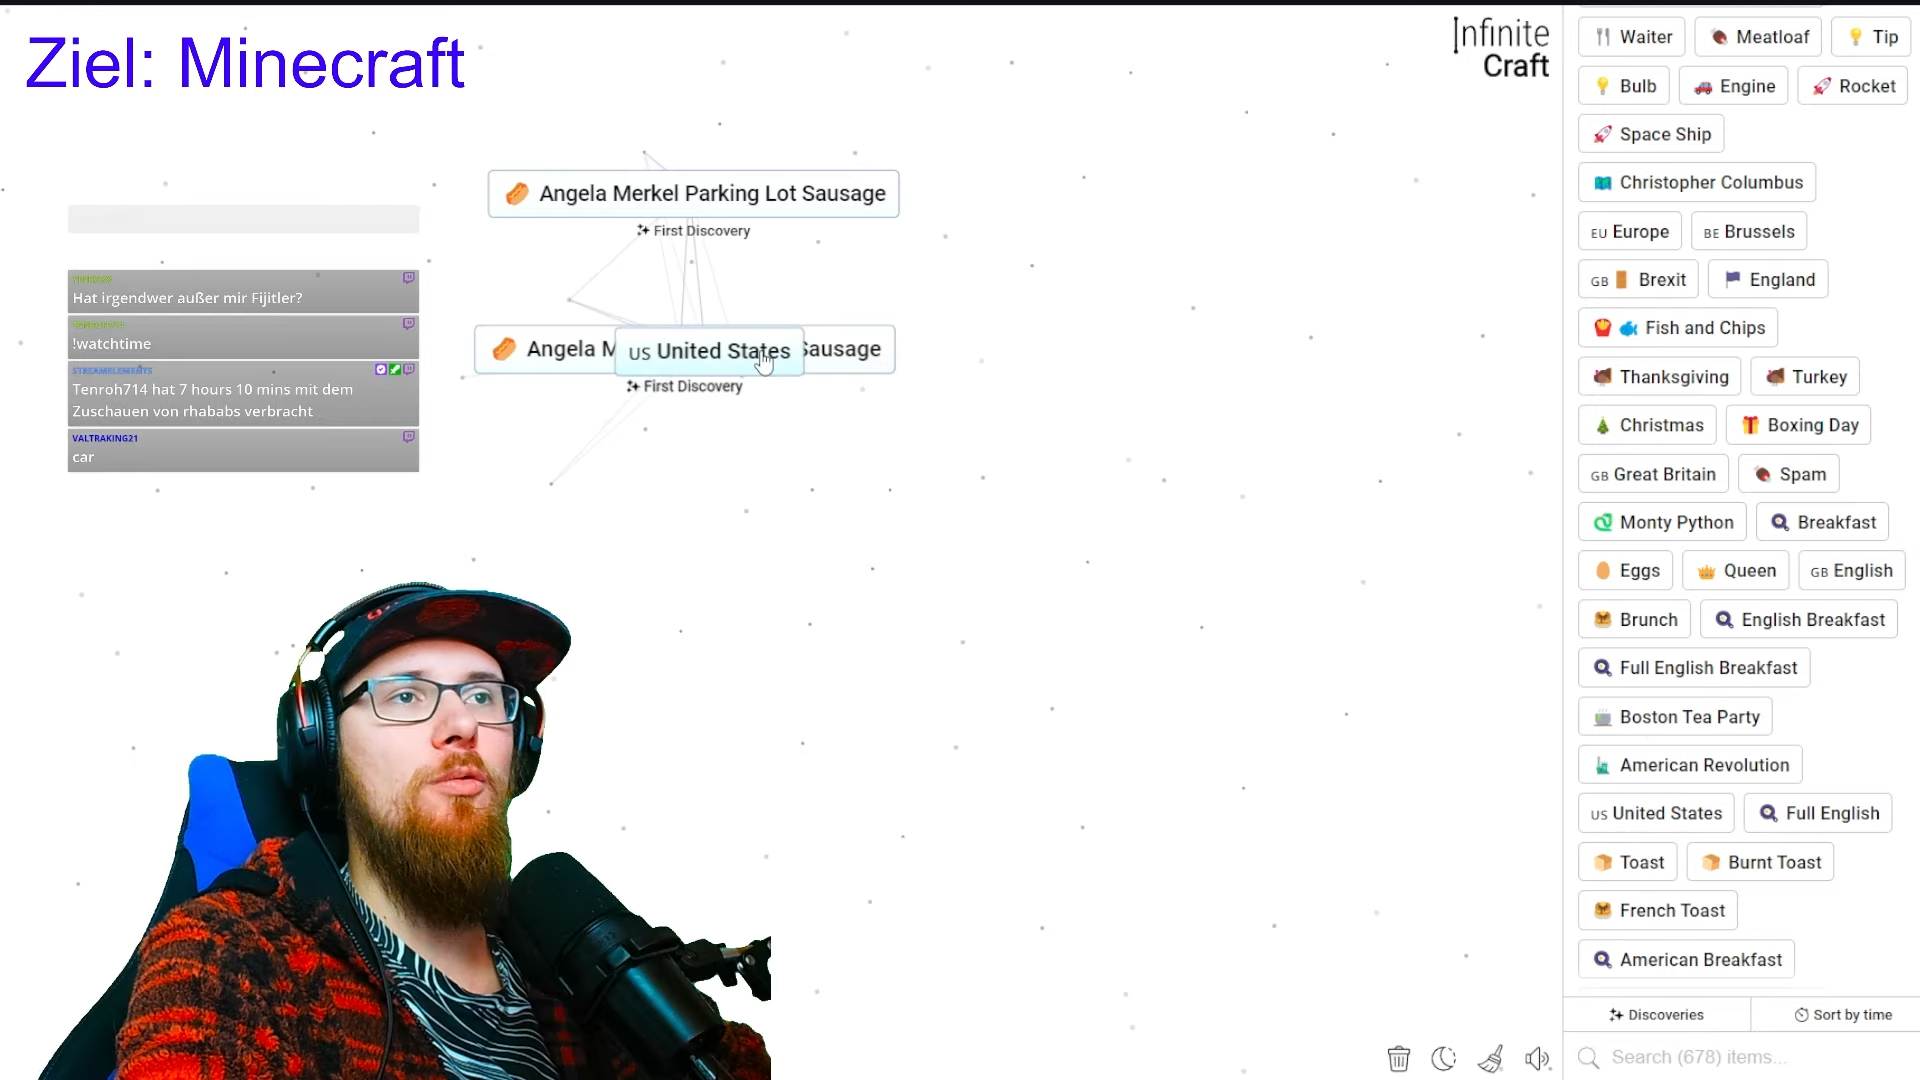 Ziel: Minecraft
Infinite
Craft
Angela Merkel Parking Lot Sausage
First Discovery
Hat irgendwer außer mir Fijitler?
!watchtime
STREAMELEMENTS
Tenroh714 hat 7 hours 10 mins mit dem
Zuschauen von rhababs verbracht
VALTRAKING21
car
Angela M
US United States
Sausage
First Discovery
Waiter
Meatloaf
Tip
Bulb
Engine
Rocket
Space Ship
Christopher Columbus
EU Europe
BE Brussels
GB Brexit
England
Fish and Chips
Thanksgiving
Turkey
Christmas
Boxing Day
GB Great Britain
Spam
Monty Python
Breakfast
Eggs
Queen
GB English
Brunch
English Breakfast
Full English Breakfast
Boston Tea Party
American Revolution
US United States
Full English
Toast
Burnt Toast
French Toast
American Breakfast
Discoveries
Sort by time
Search (678) items...